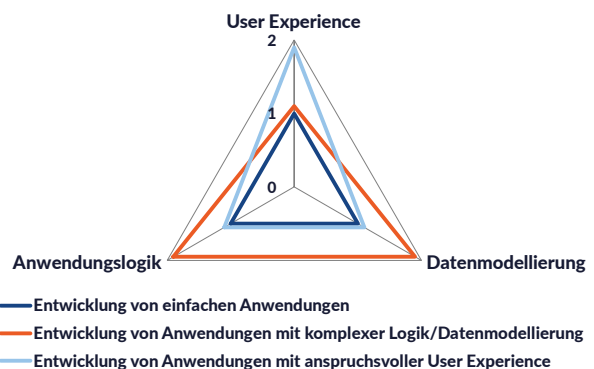 User Experience
2
1
0
Anwendungslogik
Datenmodellierung
Entwicklung von einfachen Anwendungen
Entwicklung von Anwendungen mit komplexer Logik/Datenmodellierung
Entwicklung von Anwendungen mit anspruchsvoller User Experience